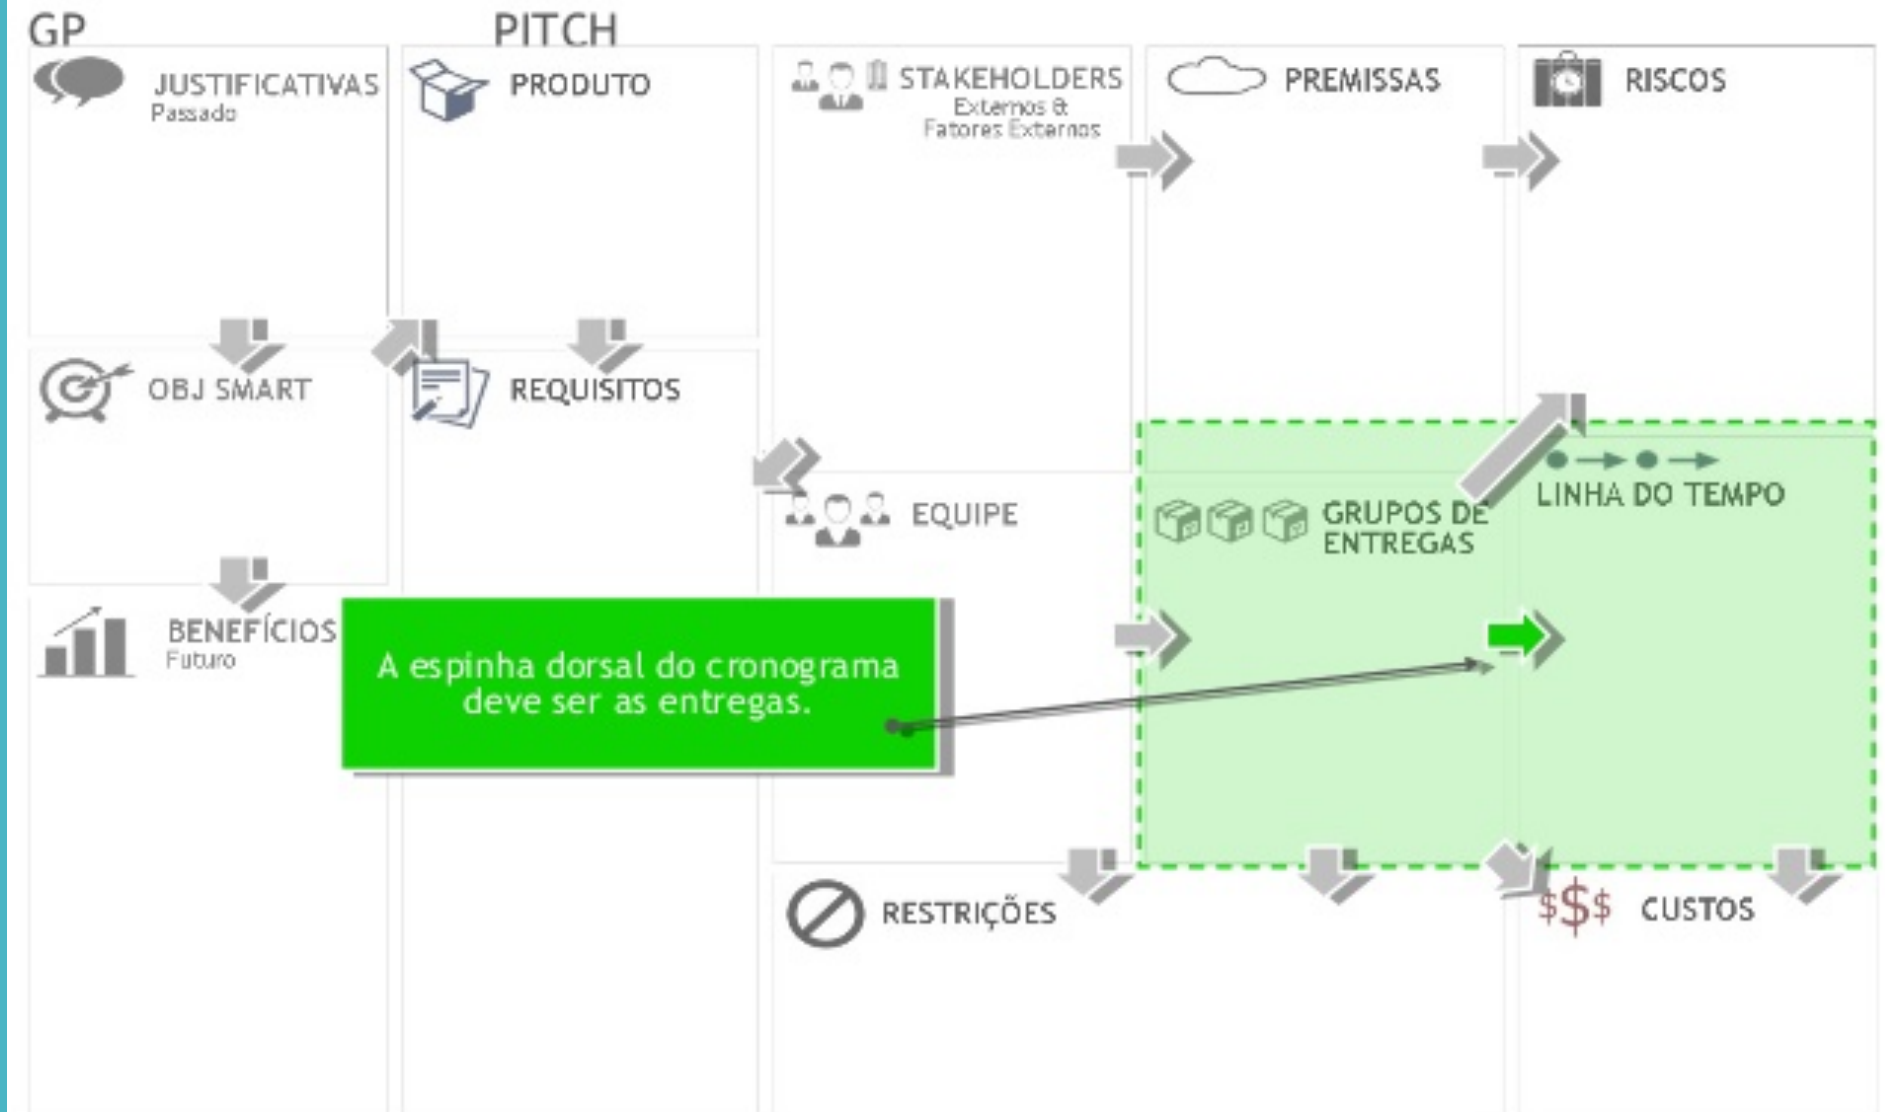 GP
PITCH
JUSTIFICATIVAS
Passado
PRODUTO
STAKEHOLDERS
Externos &
Fatores Externos
PREMISSAS
RISCOS
OBJ SMART
REQUISITOS
EQUIPE
GRUPOS DE
ENTREGAS
LINHA DO TEMPO
BENEFÍCIOS
Futuro
A espinha dorsal do cronograma
deve ser as entregas.
RESTRIÇÕES
$$$ CUSTOS